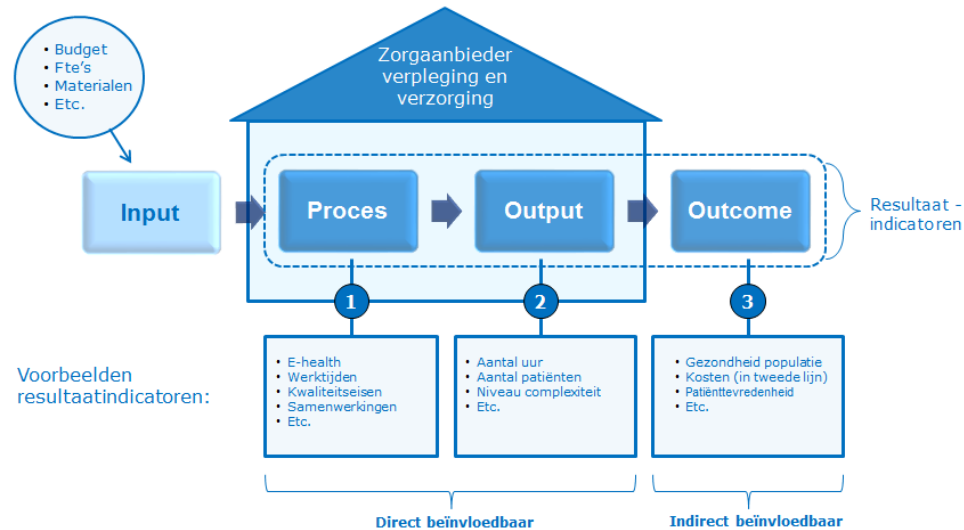 • Budget
• Fte's
• Materialen
• Etc.
Zorgaanbieder
verpleging en
verzorging
Input
Proces
Output
Outcome
Resultaat -
indicatoren
1
2
3
Voorbeelden
resultaatindicatoren:
• E-health
• Werktijden
• Kwaliteitseisen
• Samenwerkingen
• Etc.
• Aantal uur
• Aantal patiënten
• Niveau complexiteit
• Etc.
• Gezondheid populatie
• Kosten (in tweede lijn)
• Patiënttevredenheid
• Etc.
Direct beïnvloedbaar
Indirect beïnvloedbaar